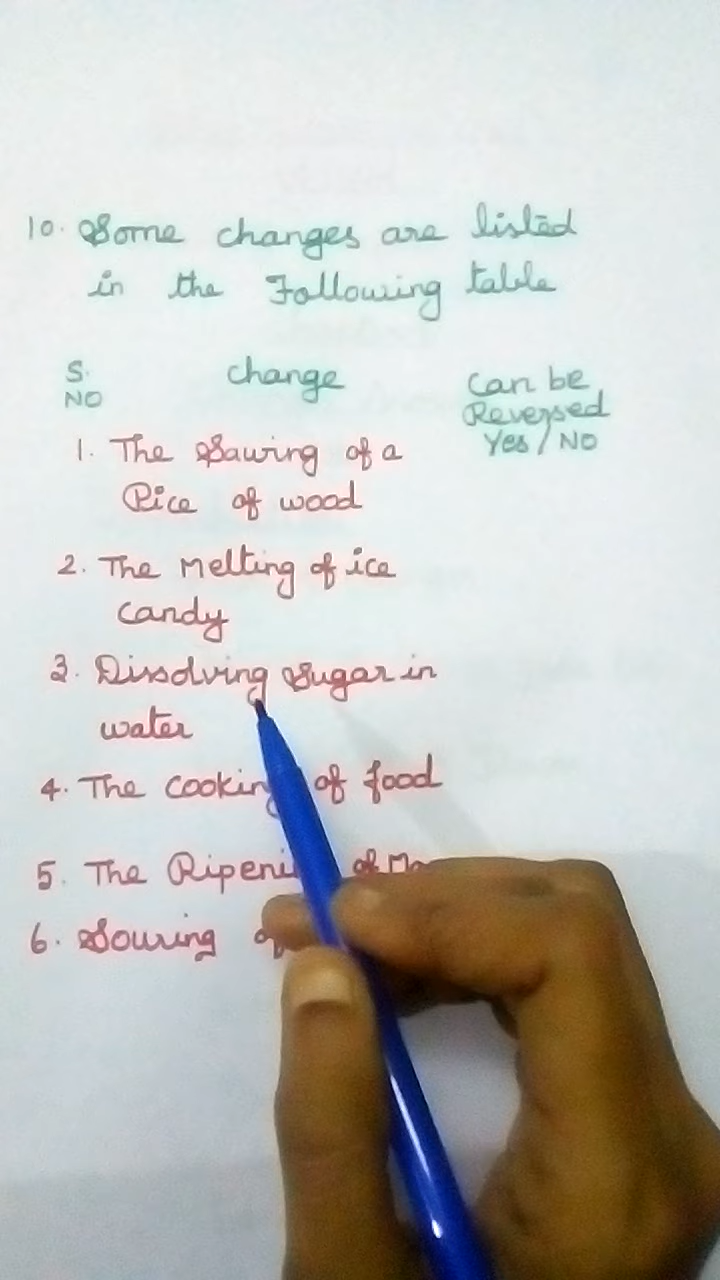 10. Some changes are listed
in the Following table
S. NO change Can be Reversed Yes / NO
1. The Sawing of a
Pice of wood
2. The Melting of ice
candy
3. Dissolving Sugar in
water
4. The cooking of food
5. The
6. Souring